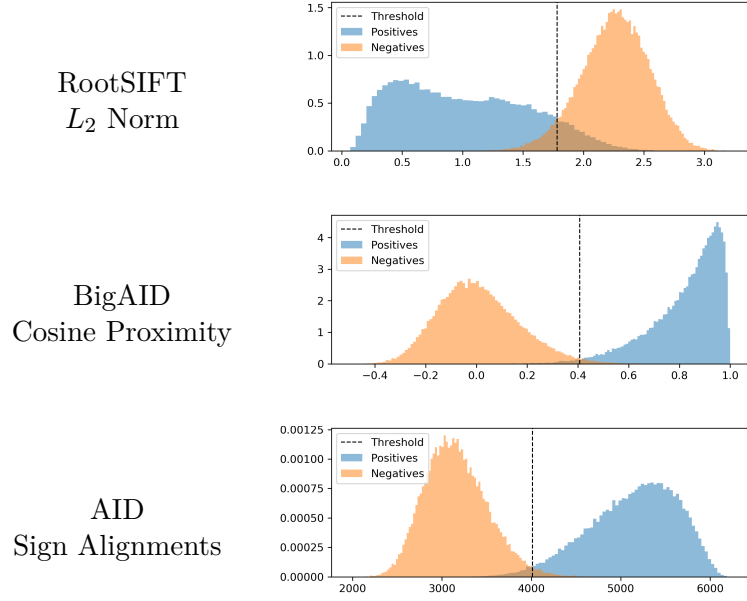 RootSIFT
L₂ Norm
1.5
1.0
0.5
0.0
Threshold
Positives
Negatives
0.0 0.5 1.0 1.5 2.0 2.5 3.0
BigAID
Cosine Proximity
4
3
2
1
0
Threshold
Positives
Negatives
−0.4 −0.2 0.0 0.2 0.4 0.6 0.8 1.0
AID
Sign Alignments
0.00125
0.00100
0.00075
0.00050
0.00025
0.00000
Threshold
Positives
Negatives
2000 3000 4000 5000 6000